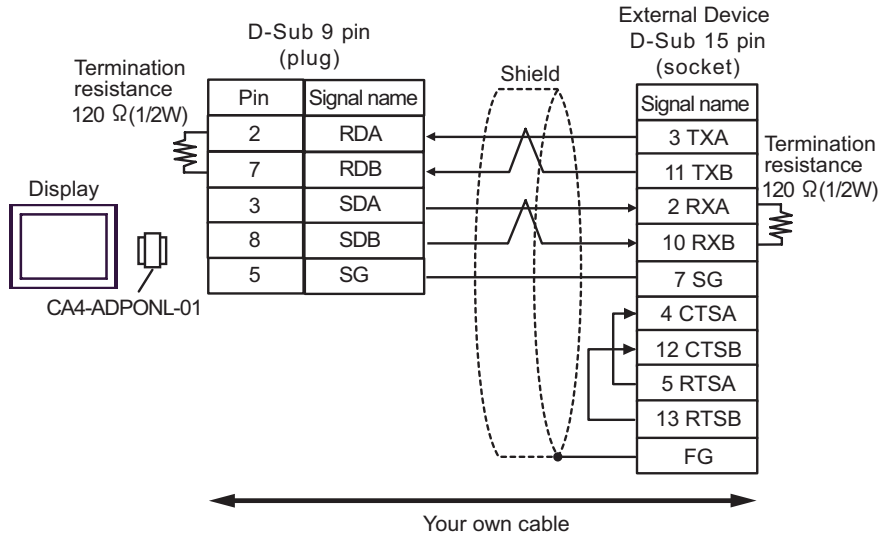 External Device
D-Sub 15 pin
(socket)
D-Sub 9 pin
(plug)
Termination
resistance
120 Ω(1/2W)
Shield
Pin Signal name
2 RDA
7 RDB
3 SDA
8 SDB
5 SG
Signal name
3 TXA
11 TXB
2 RXA
10 RXB
7 SG
4 CTSA
12 CTSB
5 RTSA
13 RTSB
FG
Termination
resistance
120 Ω(1/2W)
Display
CA4-ADPONL-01
Your own cable